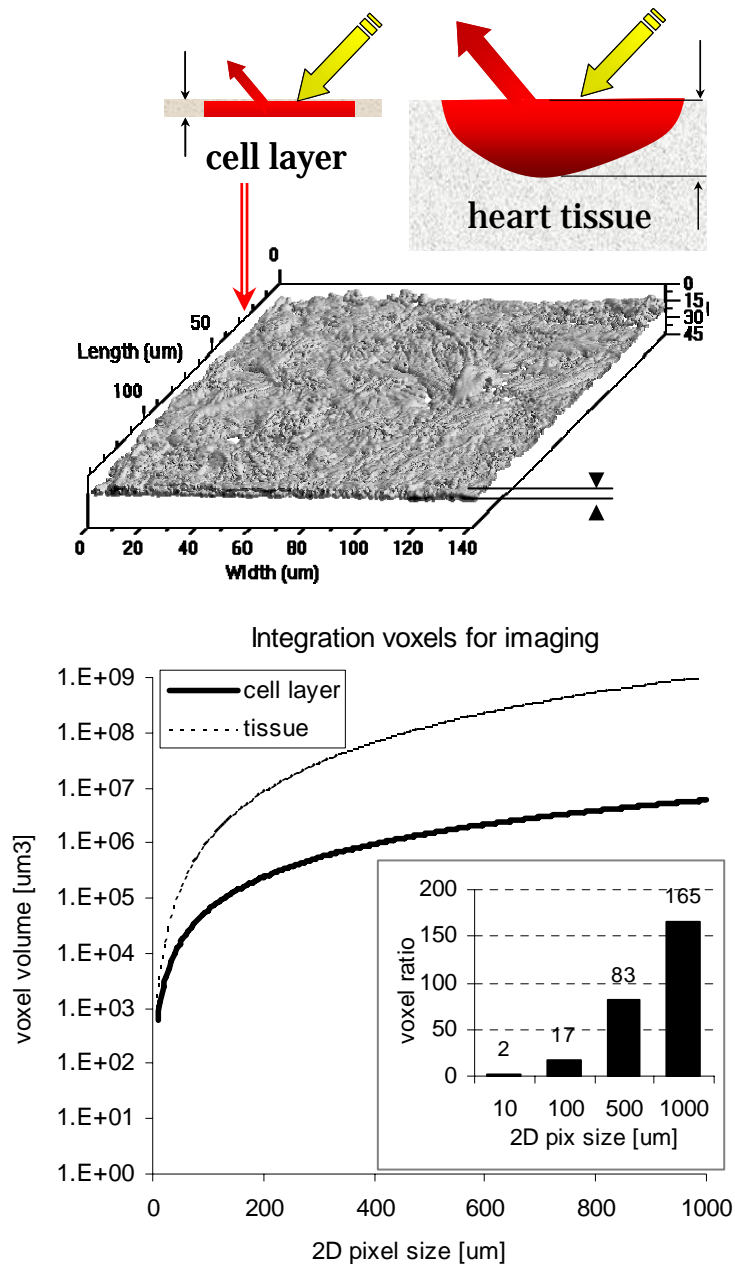 cell layer
heart tissue
0
50
Length (um)
100
0
15
30
45
0 20 40 60 80 100 120 140
Width (um)
Integration voxels for imaging
1.E+09
1.E+08
1.E+07
1.E+06
1.E+05
1.E+04
1.E+03
1.E+02
1.E+01
1.E+00
voxel volume [um3]
cell layer
tissue
0 200 400 600 800 1000
2D pixel size [um]
200
150
100
50
0
voxel ratio
2 17 83 165
10 100 500 1000
2D pix size [um]